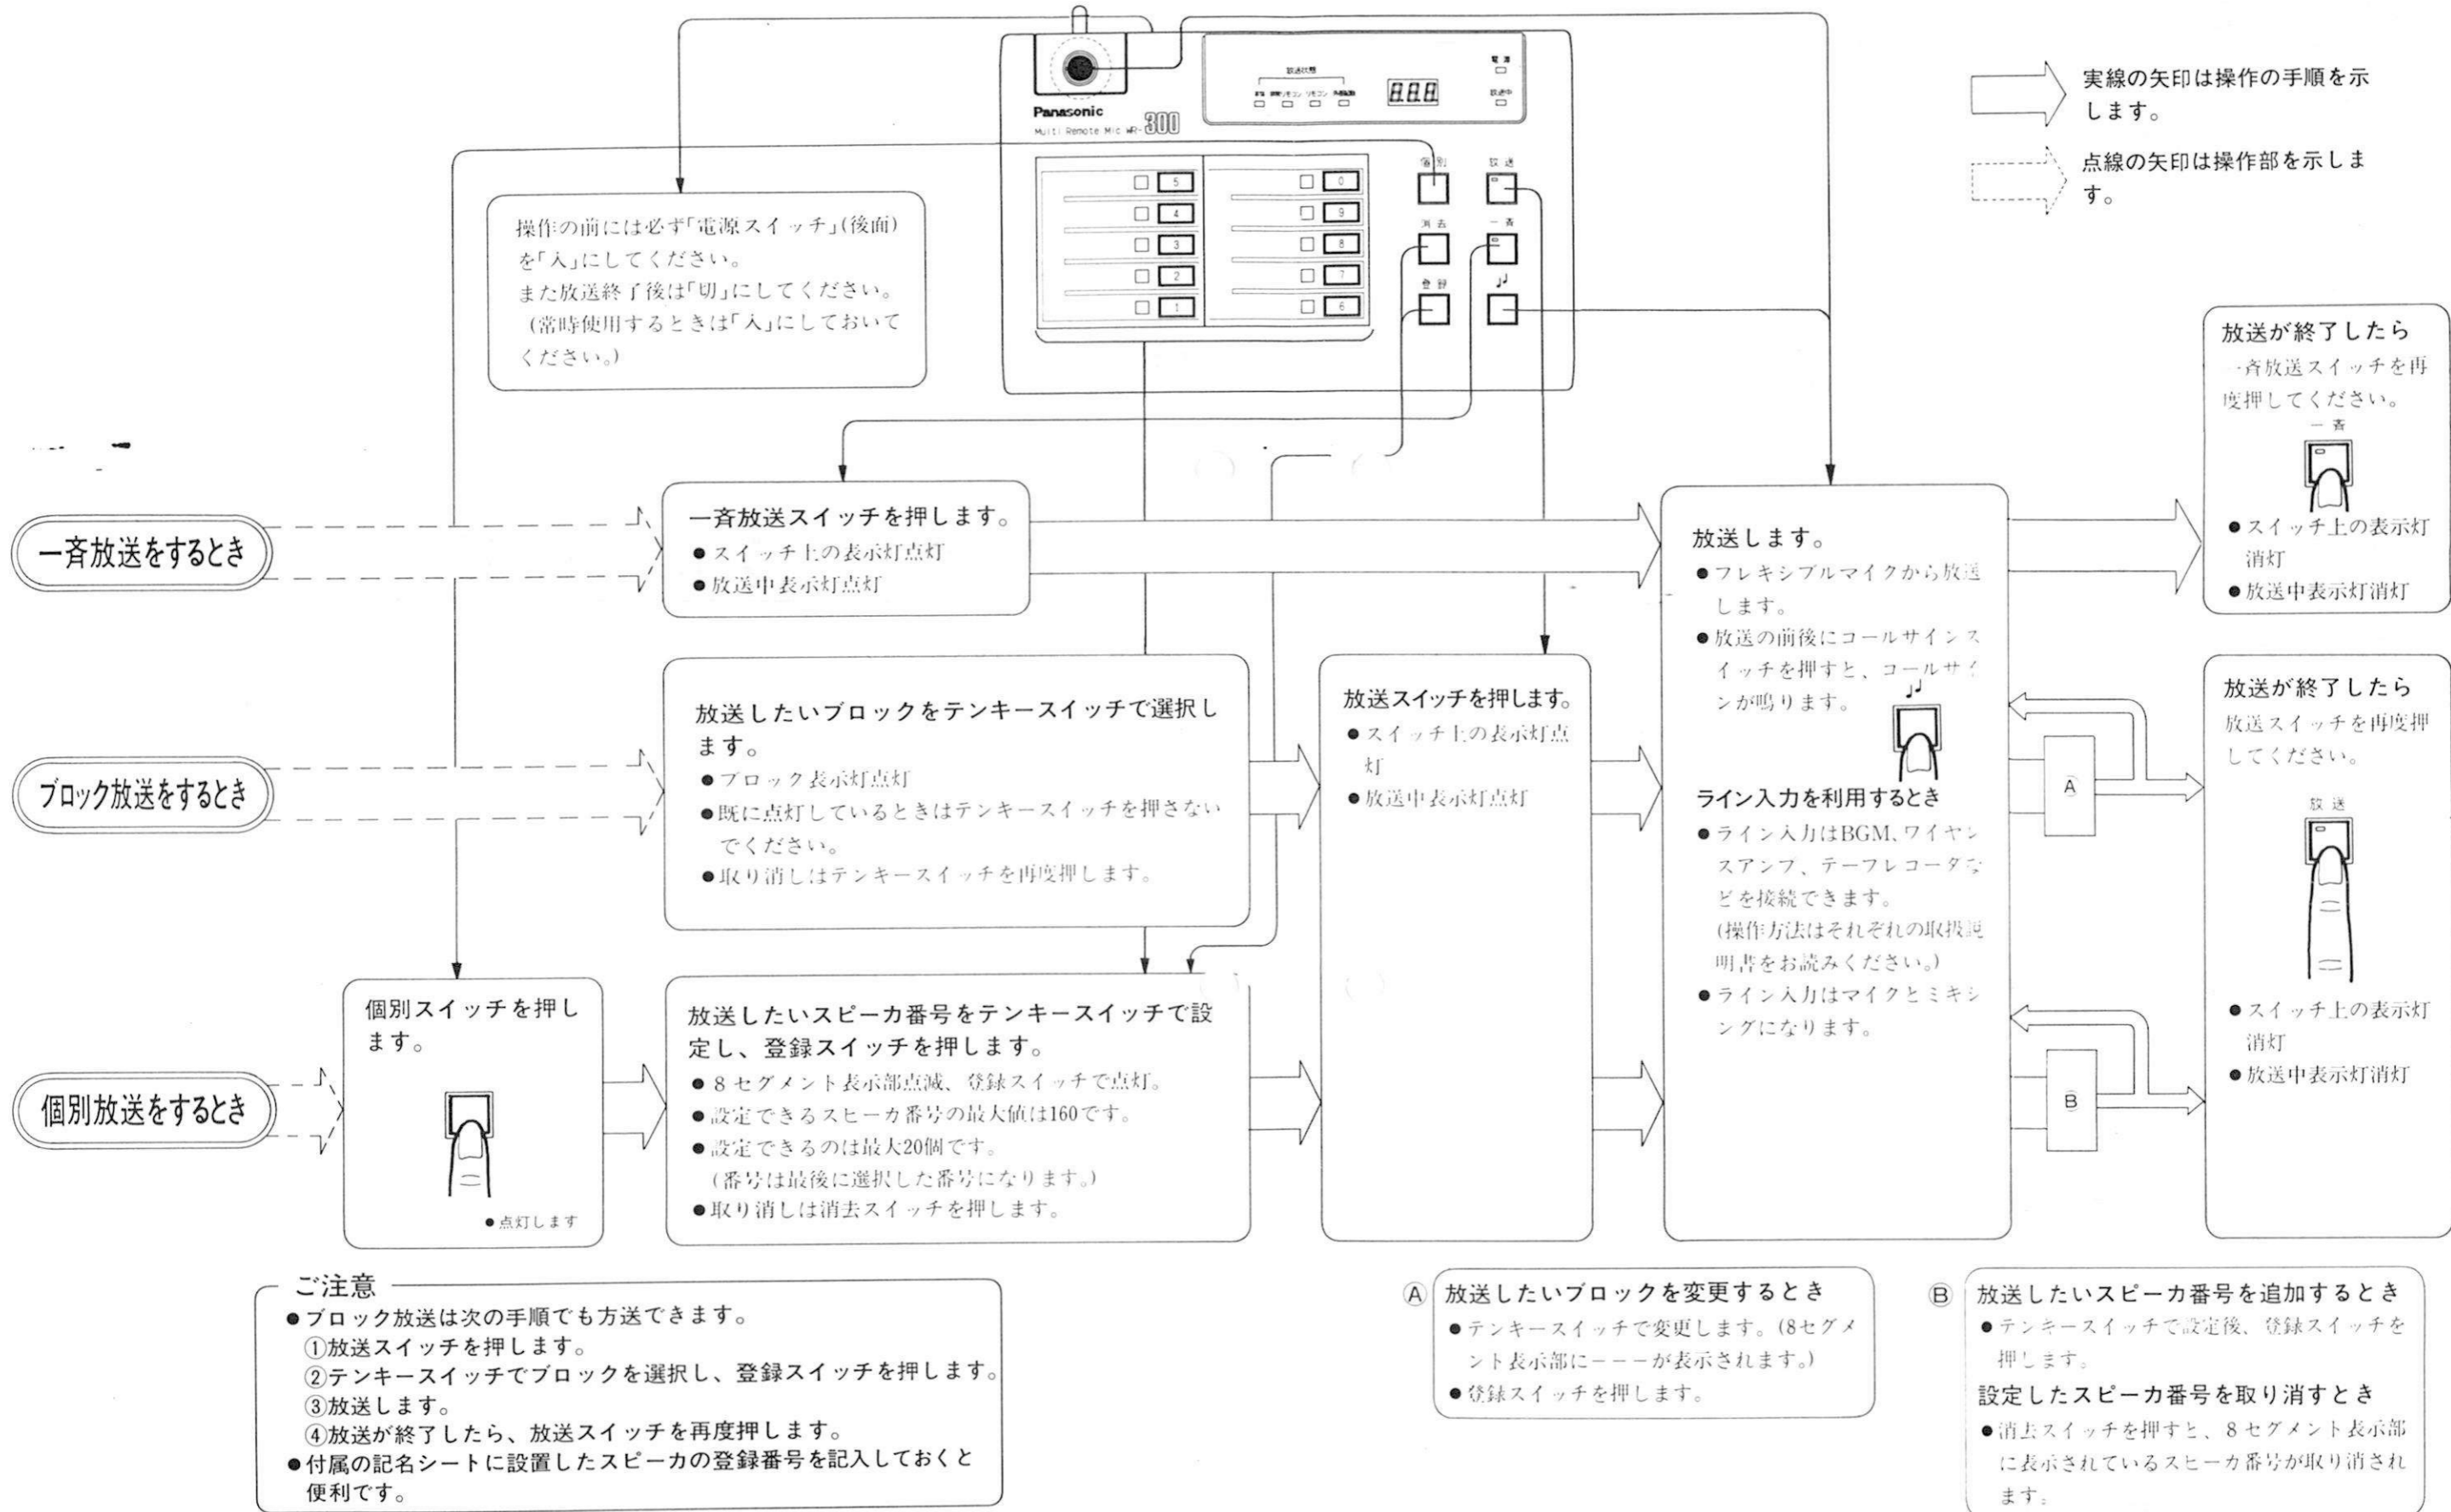 Panasonic
Multi Remote Mic WR-300
放送状態
リモコン
電源
放送中
個別
放送
消去
一斉
登録
5
4
3
2
1
0
9
8
7
6
実線の矢印は操作の手順を示
します。
点線の矢印は操作部を示しま
す。
操作の前には必ず「電源スイッチ」(後面)
を「入」にしてください。
また放送終了後は「切」にしてください。
(常時使用するときは「入」にしておいて
ください。)
一斉放送をするとき
一斉放送スイッチを押します。
●スイッチ上の表示灯点灯
●放送中表示灯点灯
ブロック放送をするとき
放送したいブロックをテンキースイッチで選択し
ます。
●ブロック表示灯点灯
●既に点灯しているときはテンキースイッチを押さない
でください。
●取り消しはテンキースイッチを再度押します。
個別放送をするとき
個別スイッチを押し
ます。
●点灯します
放送したいスピーカ番号をテンキースイッチで設
定し、登録スイッチを押します。
●8セグメント表示部点滅、登録スイッチで点灯。
●設定できるスピーカ番号の最大値は160です。
●設定できるのは最大20個です。
(番号は最後に選択した番号になります。)
●取り消しは消去スイッチを押します。
放送スイッチを押します。
●スイッチ上の表示灯点
灯
●放送中表示灯点灯
放送します。
●フレキシブルマイクから放送
します。
●放送の前後にコールサインス
イッチを押すと、コールサイ
ンが鳴ります。
ライン入力を利用するとき
●ライン入力はBGM、ワイヤレ
スアンプ、テープレコーダな
どを接続できます。
(操作方法はそれぞれの取扱説
明書をお読みください。)
●ライン入力はマイクとミキシ
ングになります。
A
B
放送が終了したら
一斉放送スイッチを再
度押してください。
一斉
●スイッチ上の表示灯
消灯
●放送中表示灯消灯
放送が終了したら
放送スイッチを再度押
してください。
放送
●スイッチ上の表示灯
消灯
●放送中表示灯消灯
ご注意
●ブロック放送は次の手順でも方送できます。
①放送スイッチを押します。
②テンキースイッチでブロックを選択し、登録スイッチを押します。
③放送します。
④放送が終了したら、放送スイッチを再度押します。
●付属の記名シートに設置したスピーカの登録番号を記入しておくと
便利です。
Ⓐ 放送したいブロックを変更するとき
●テンキースイッチで変更します。(8セグメ
ント表示部に−−−が表示されます。)
●登録スイッチを押します。
Ⓑ 放送したいスピーカ番号を追加するとき
●テンキースイッチで設定後、登録スイッチを
押します。
設定したスピーカ番号を取り消すとき
●消去スイッチを押すと、8セグメント表示部
に表示されているスピーカ番号が取り消され
ます。